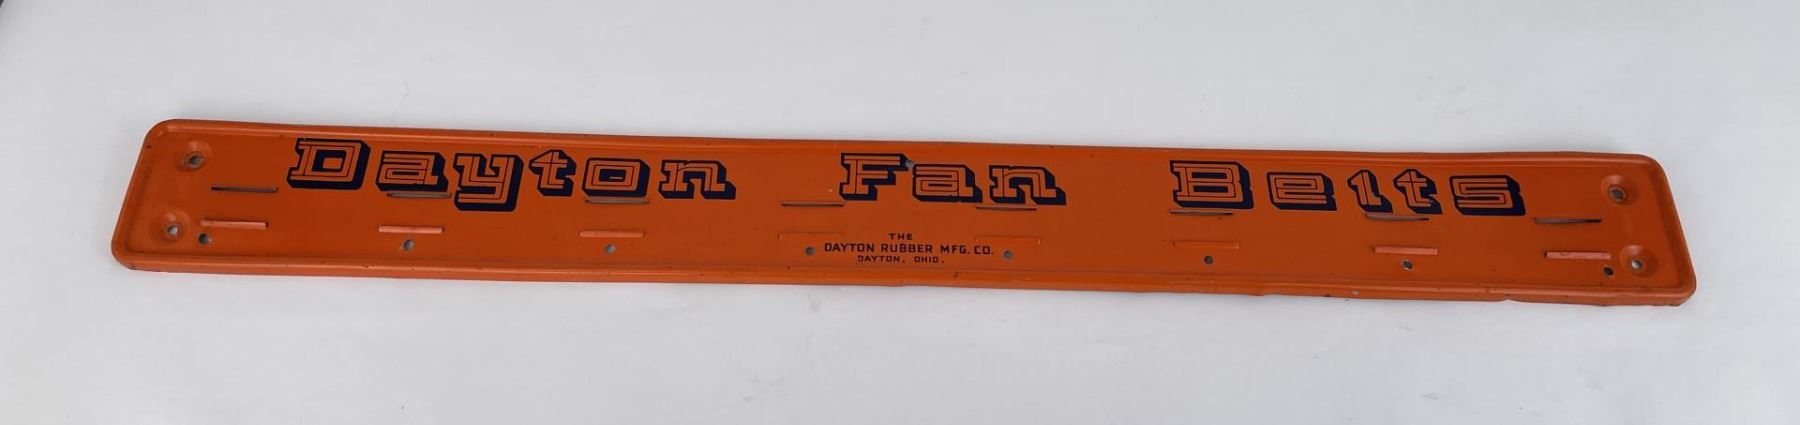 Dayton Fan Belts
THE
DAYTON RUBBER MFG. CO.
DAYTON, OHIO.